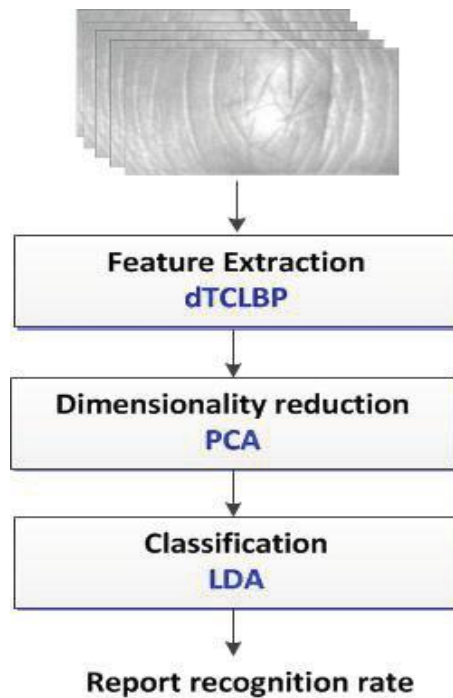 Feature Extraction
dTCLBP
Dimensionality reduction
PCA
Classification
LDA
Report recognition rate